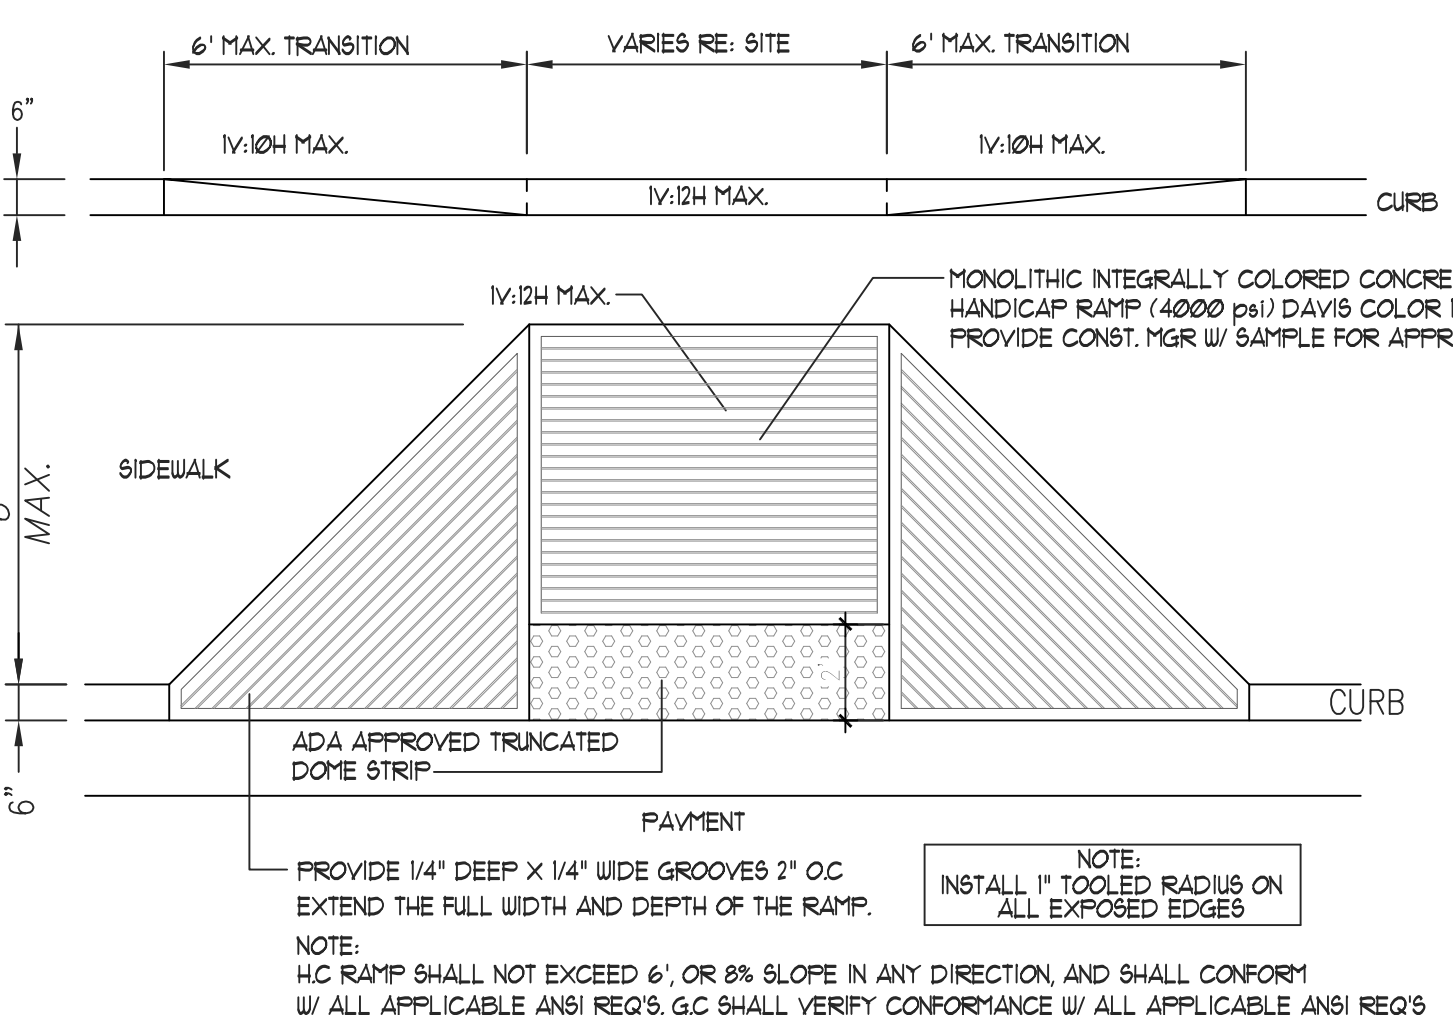 6' MAX. TRANSITION
VARIES RE: SITE
6' MAX. TRANSITION
6"
1V:10H MAX.
1V:10H MAX.
1V:12H MAX.
CURB
MONOLITHIC INTEGRALLY COLORED CONCRE
1V:12H MAX.
HANDICAP RAMP (4000 psi) DAVIS COLOR
PROVIDE CONST. MGR W/ SAMPLE FOR APPR
SIDEWALK
MAX.
2'
CURB
ADA APPROVED TRUNCATED
DOME STRIP
6"
PAVMENT
PROVIDE 1/4" DEEP X 1/4" WIDE GROOVES 2" O.C
EXTEND THE FULL WIDTH AND DEPTH OF THE RAMP.
NOTE:
INSTALL 1" TOOLED RADIUS ON
ALL EXPOSED EDGES
NOTE:
H.C RAMP SHALL NOT EXCEED 6', OR 8% SLOPE IN ANY DIRECTION, AND SHALL CONFORM
W/ ALL APPLICABLE ANSI REQ'S. G.C SHALL VERIFY CONFORMANCE W/ ALL APPLICABLE ANSI REQ'S